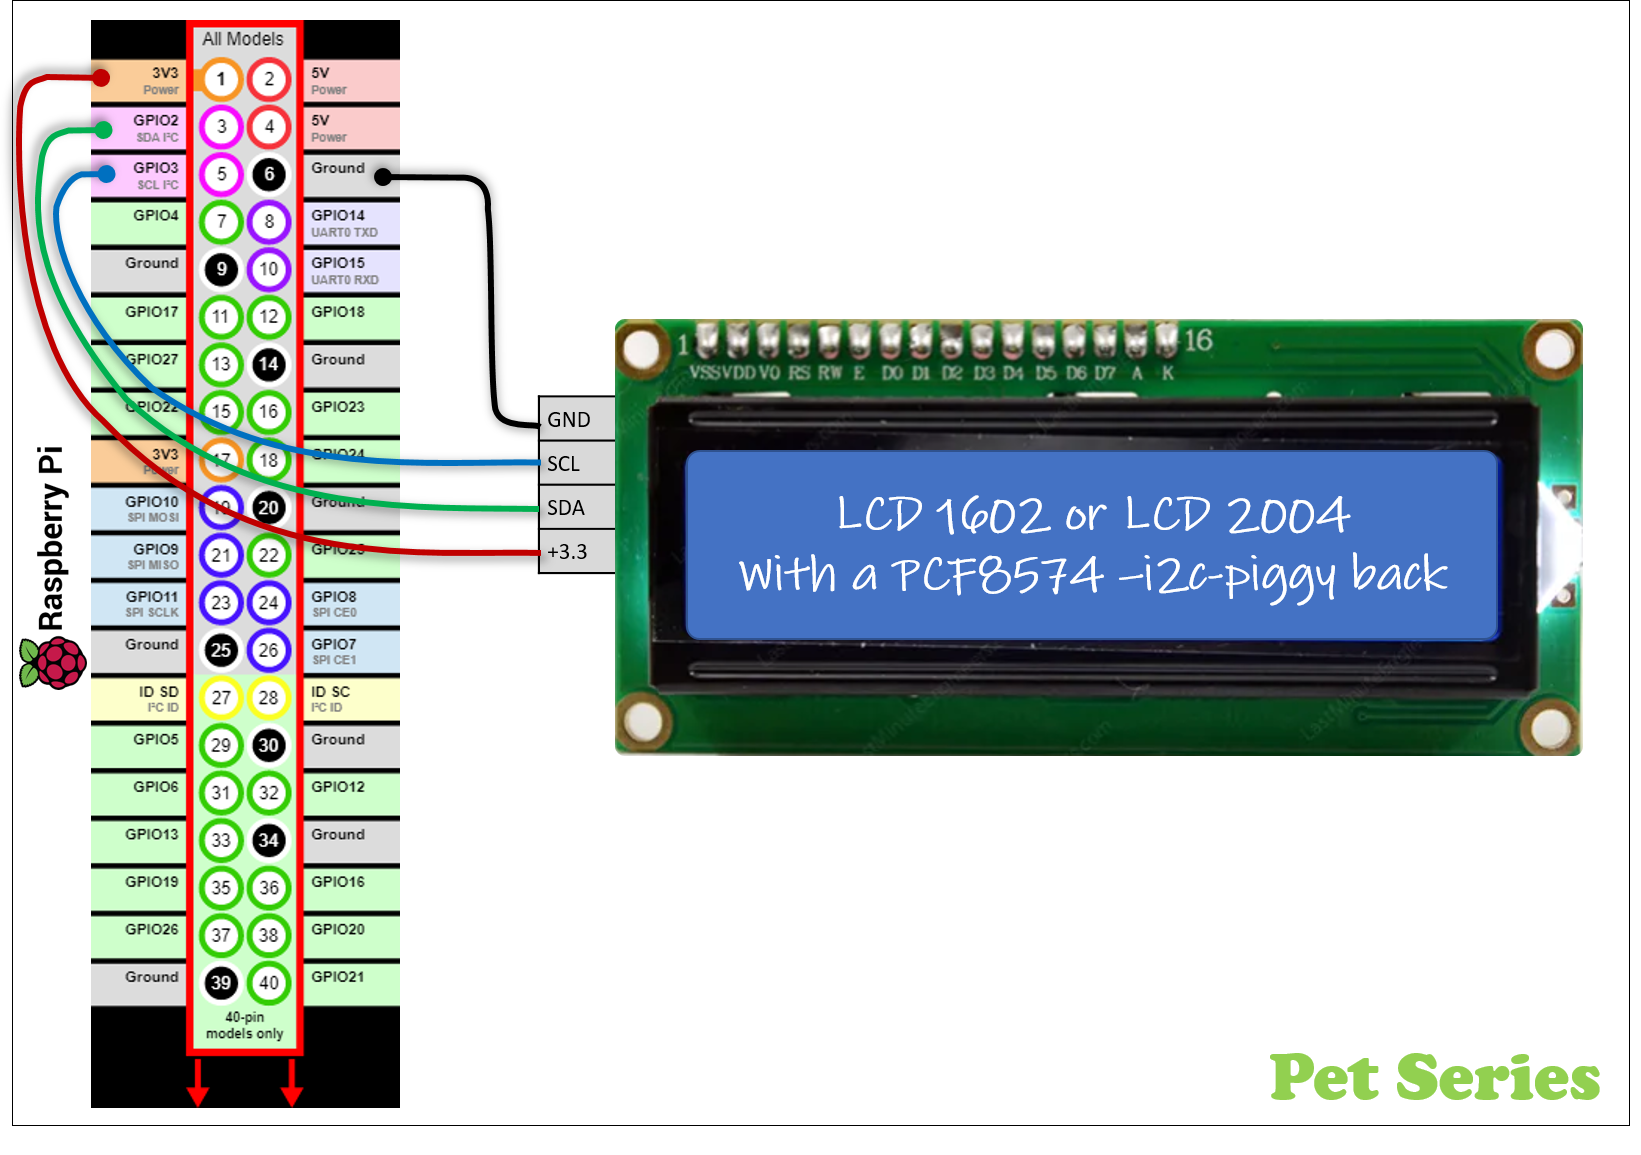 All Models
3V3 Power 1 2 5V Power
GPIO2 SDA I²C 3 4 5V Power
GPIO3 SCL I²C 5 6 Ground
GPIO4 7 8 GPIO14 UART0 TXD
Ground 9 10 GPIO15 UART0 RXD
GPIO17 11 12 GPIO18
GPIO27 13 14 Ground
GPIO22 15 16 GPIO23
3V3 Power 17 18 GPIO24
GPIO10 SPI MOSI 19 20 Ground
GPIO9 SPI MISO 21 22 GPIO25
GPIO11 SPI SCLK 23 24 GPIO8 SPI CE0
Ground 25 26 GPIO7 SPI CE1
ID SD I²C ID 27 28 ID SC I²C ID
GPIO5 29 30 Ground
GPIO6 31 32 GPIO12
GPIO13 33 34 Ground
GPIO19 35 36 GPIO16
GPIO26 37 38 GPIO20
Ground 39 40 GPIO21
40-pin
models only
Raspberry Pi
GND
SCL
SDA
+3.3
1 16
VSS VDD V0 RS RW E D0 D1 D2 D3 D4 D5 D6 D7 A K
LCD 1602 or LCD 2004
With a PCF8574 –i2c-piggy back
Pet Series